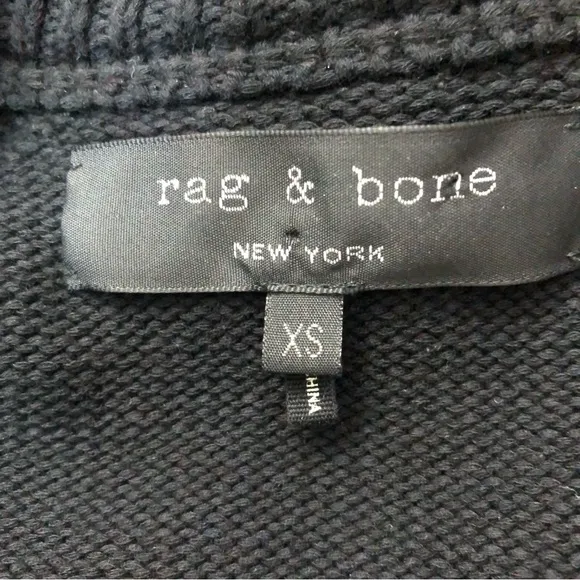 rag & bone
NEW YORK
XS
CHINA